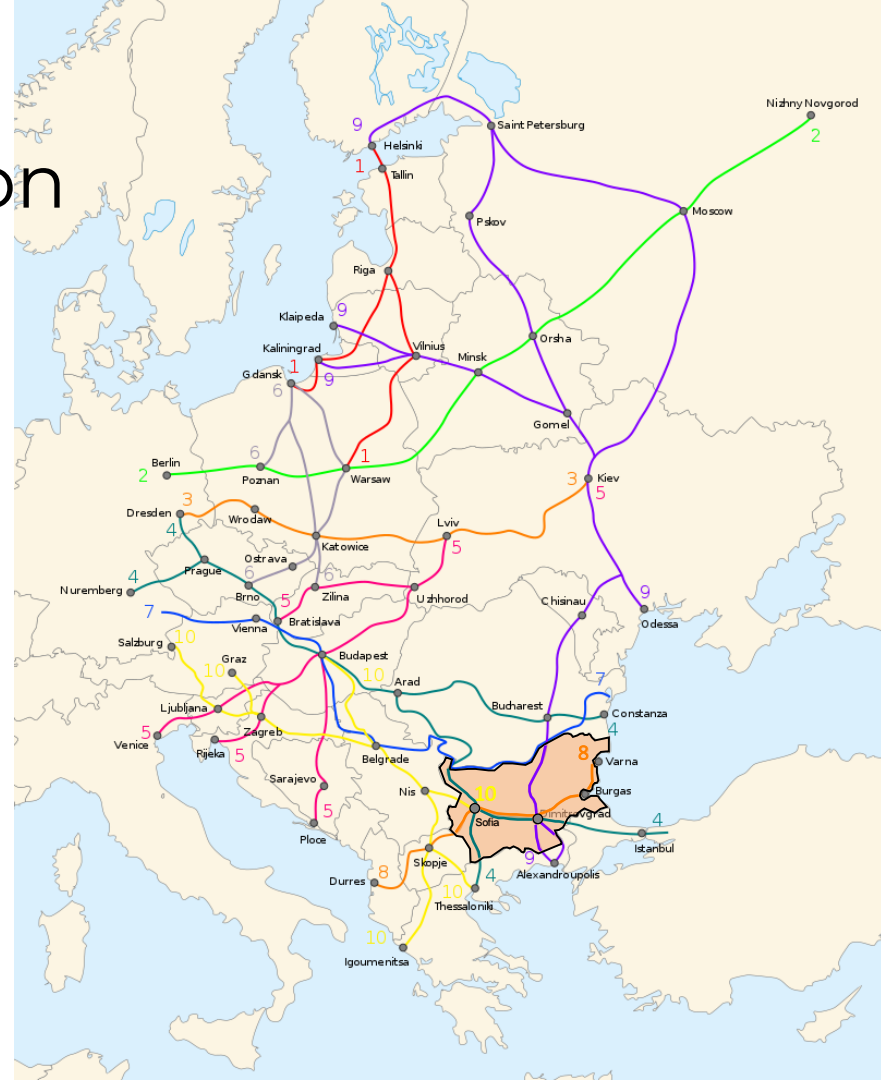 on
Nizhny Novgorod
2
9
Saint Petersburg
Helsinki
1
Tallin
Moscow
Pskov
Riga
9
Klaipeda
Orsha
Kaliningrad
Vilnius
Minsk
1
Gdansk
9
6
Gomel
Berlin
6
1
2
Poznan
Warsaw
3
Kiev
5
3
Dresden
Wrodaw
Lviv
4
Katowice
5
Ostrava
Prague
4
6
6
Nuremberg
Brno
Zilina
Uzhhorod
5
9
7
Chisinau
Vienna
Bratislava
Odessa
10
Salzburg
Graz
Budapest
10
10
Arad
7
Ljubljana
Bucharest
Constanza
4
Zagreb
5
Venice
Rijeka
5
Belgrade
8
Varna
Sarajevo
Nis
10
Burgas
5
Dimitrovgrad
Sofia
4
Ploce
Istanbul
Skopje
9
8
4
Alexandroupolis
Durres
10
Thessaloniki
10
Igoumenitsa